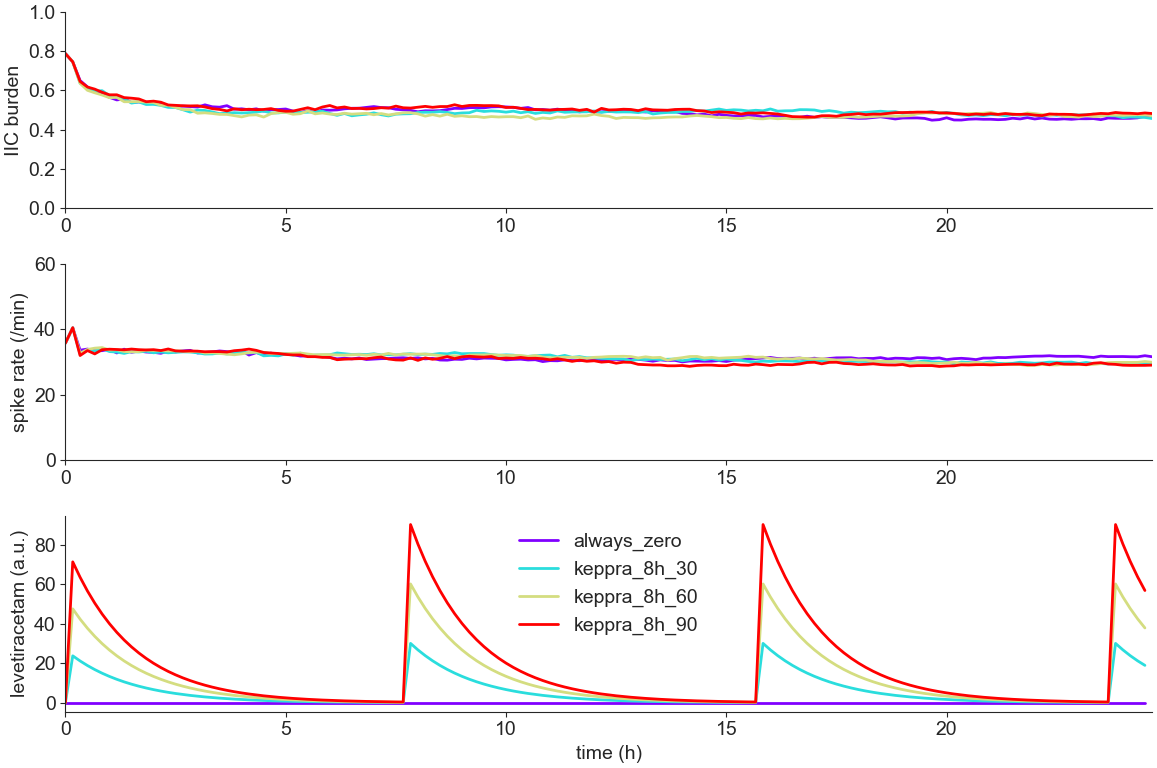 1.0
0.8
0.6
0.4
0.2
0.0
IIC burden
0 5 10 15 20
60
40
20
0
spike rate (/min)
0 5 10 15 20
80
60
40
20
0
levetiracetam (a.u.)
always_zero
keppra_8h_30
keppra_8h_60
keppra_8h_90
0 5 10 15 20
time (h)